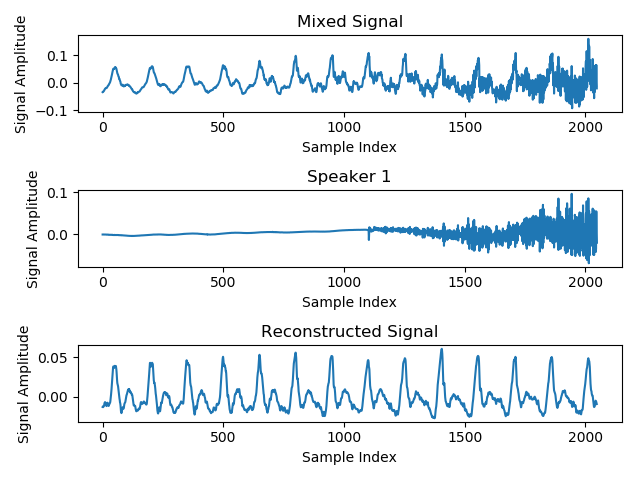 Mixed Signal
Signal Amplitude
0.1
0.0
−0.1
0 500 1000 1500 2000
Sample Index
Speaker 1
Signal Amplitude
0.1
0.0
0 500 1000 1500 2000
Sample Index
Reconstructed Signal
Signal Amplitude
0.05
0.00
0 500 1000 1500 2000
Sample Index